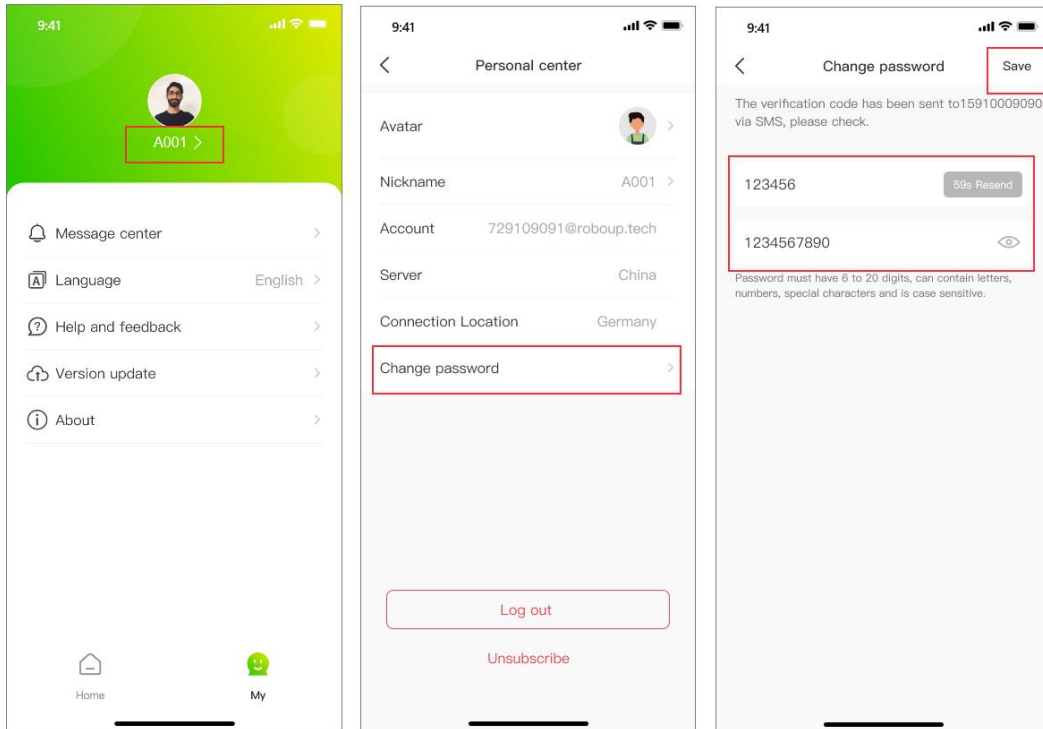 9:41
A001 >
Message center
Language English
Help and feedback
Version update
About
Home My
9:41
Personal center
Avatar
Nickname A001
Account 729109091@roboup.tech
Server China
Connection Location Germany
Change password
Log out
Unsubscribe
9:41
Change password Save
The verification code has been sent to15910009090
via SMS, please check.
123456 59s Resend
1234567890
Password must have 6 to 20 digits, can contain letters,
numbers, special characters and is case sensitive.